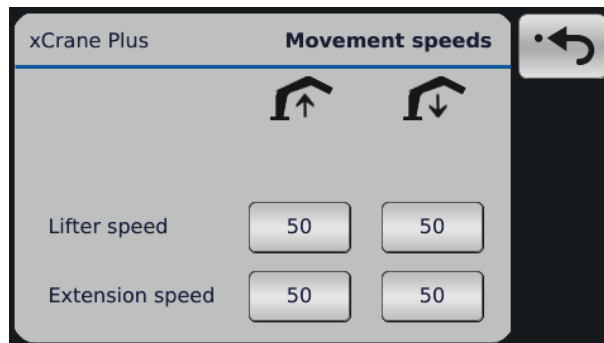 xCrane Plus Movement speeds
Lifter speed 50 50
Extension speed 50 50